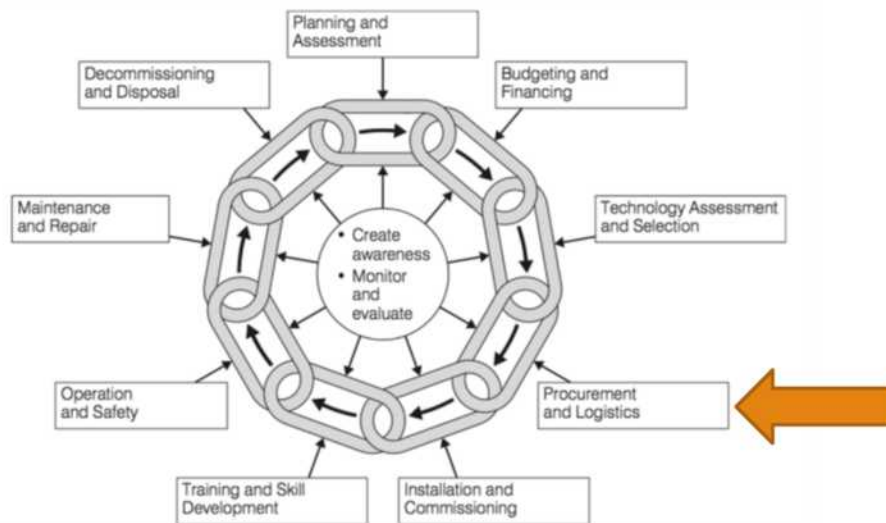 Planning and
Assessment
Budgeting and
Financing
Technology Assessment
and Selection
Procurement
and Logistics
Installation and
Commissioning
Training and Skill
Development
Operation
and Safety
Maintenance
and Repair
Decommissioning
and Disposal
• Create
awareness
• Monitor
and
evaluate